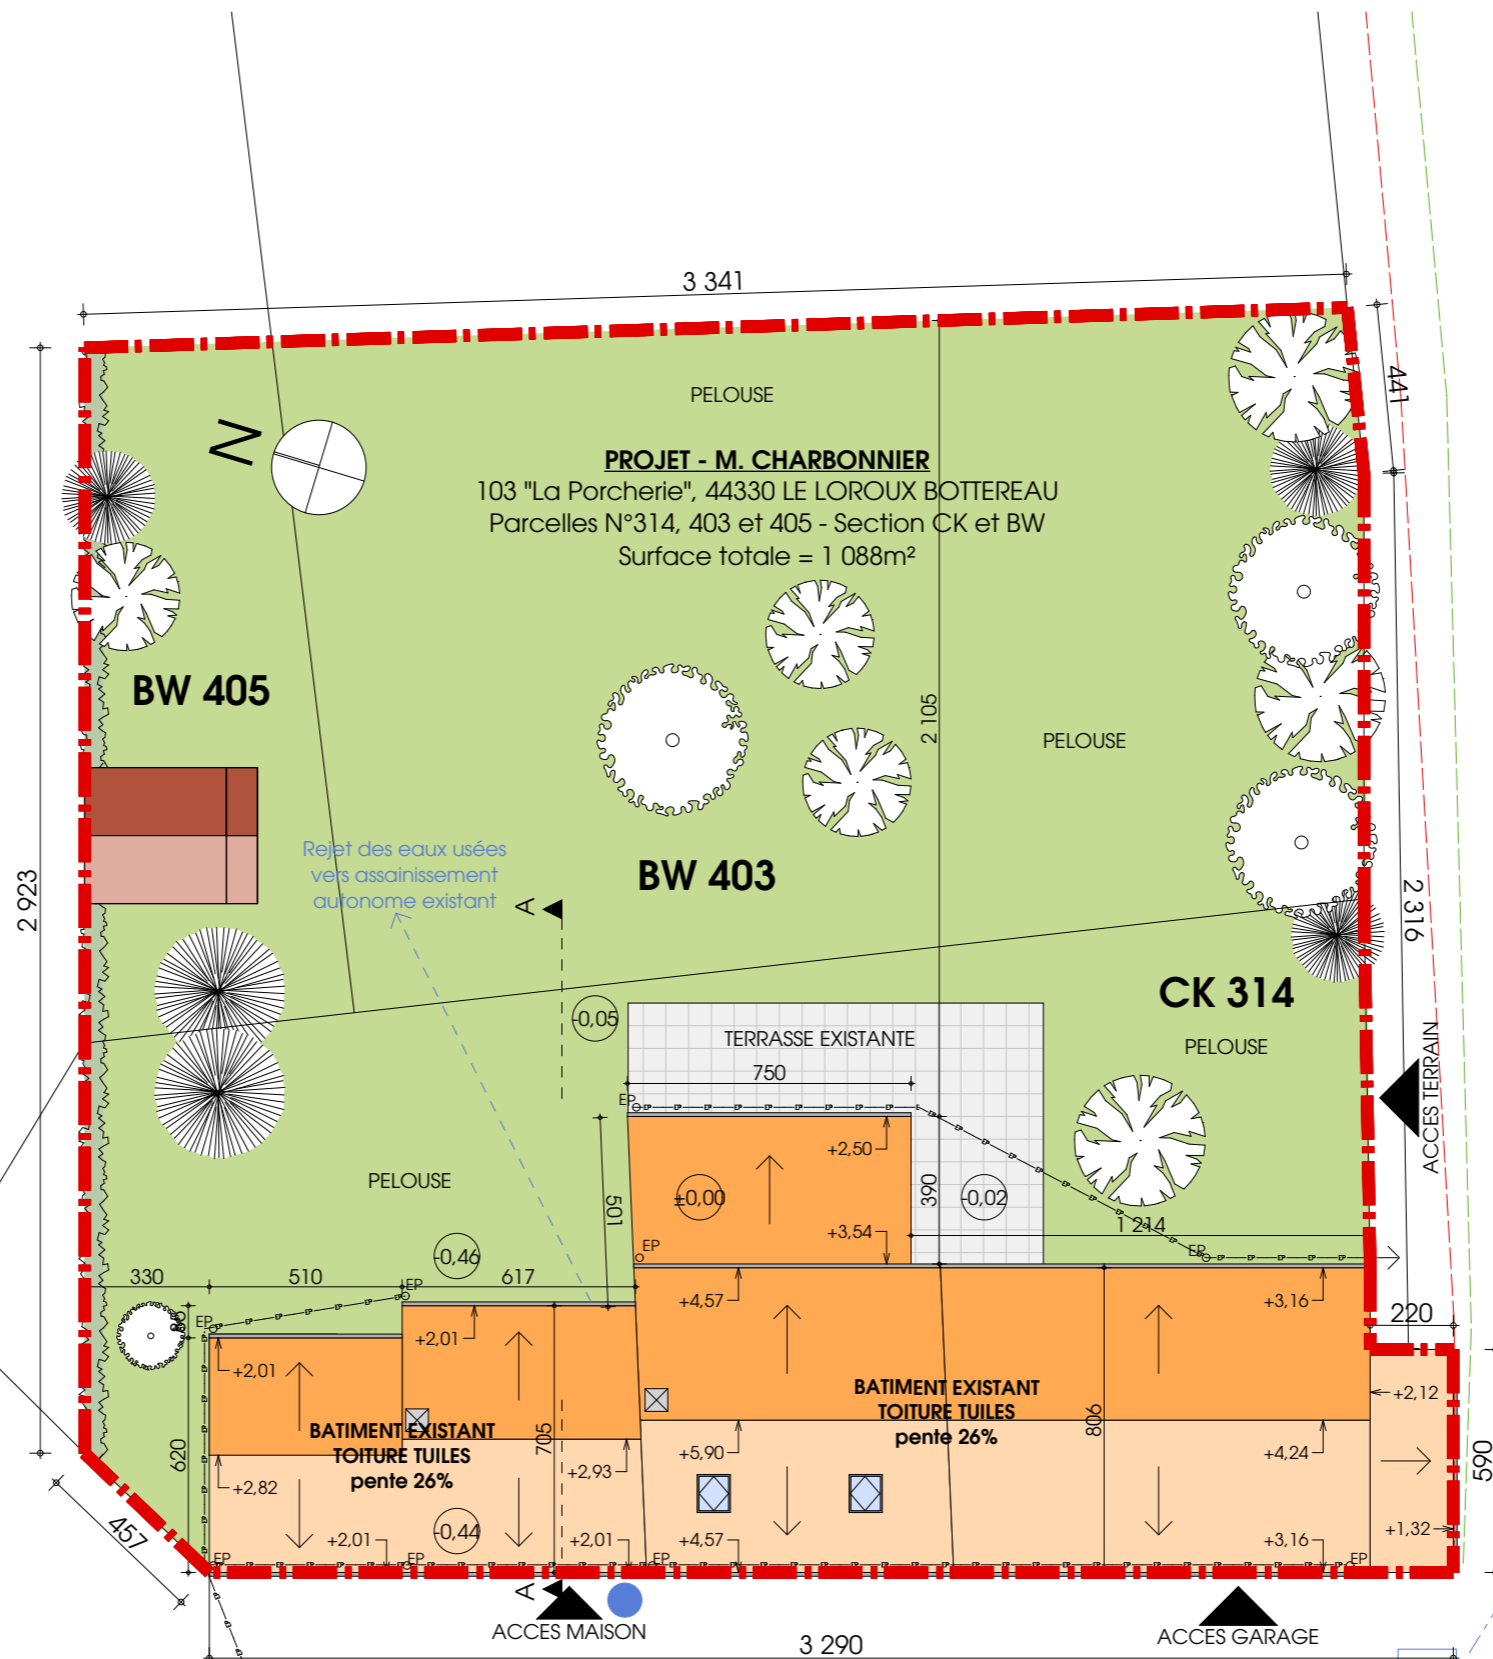 3 341
441
PELOUSE
N
PROJET - M. CHARBONNIER
103 "La Porcherie", 44330 LE LOROUX BOTTEREAU
Parcelles N°314, 403 et 405 - Section CK et BW
Surface totale = 1 088m²
BW 405
2 105
PELOUSE
Rejet des eaux usées
vers assainissement
autonome existant
BW 403
A
2 923
2 316
CK 314
-0,05
TERRASSE EXISTANTE
PELOUSE
750
ACCES TERRAIN
EP
+2,50
PELOUSE
501
±0,00
390
-0,02
+3,54
1 214
EP
EP
-0,46
330
510
EP
617
+4,57
+3,16
220
80
EP
+2,01
+2,01
+2,12
BATIMENT EXISTANT
TOITURE TUILES
pente 26%
806
BATIMENT EXISTANT
TOITURE TUILES
pente 26%
705
620
+5,90
+4,24
+2,93
+2,82
590
457
-0,44
+2,01
+2,01
+4,57
+3,16
+1,32
EP
EP
EP
EP
A
ACCES MAISON
ACCES GARAGE
3 290